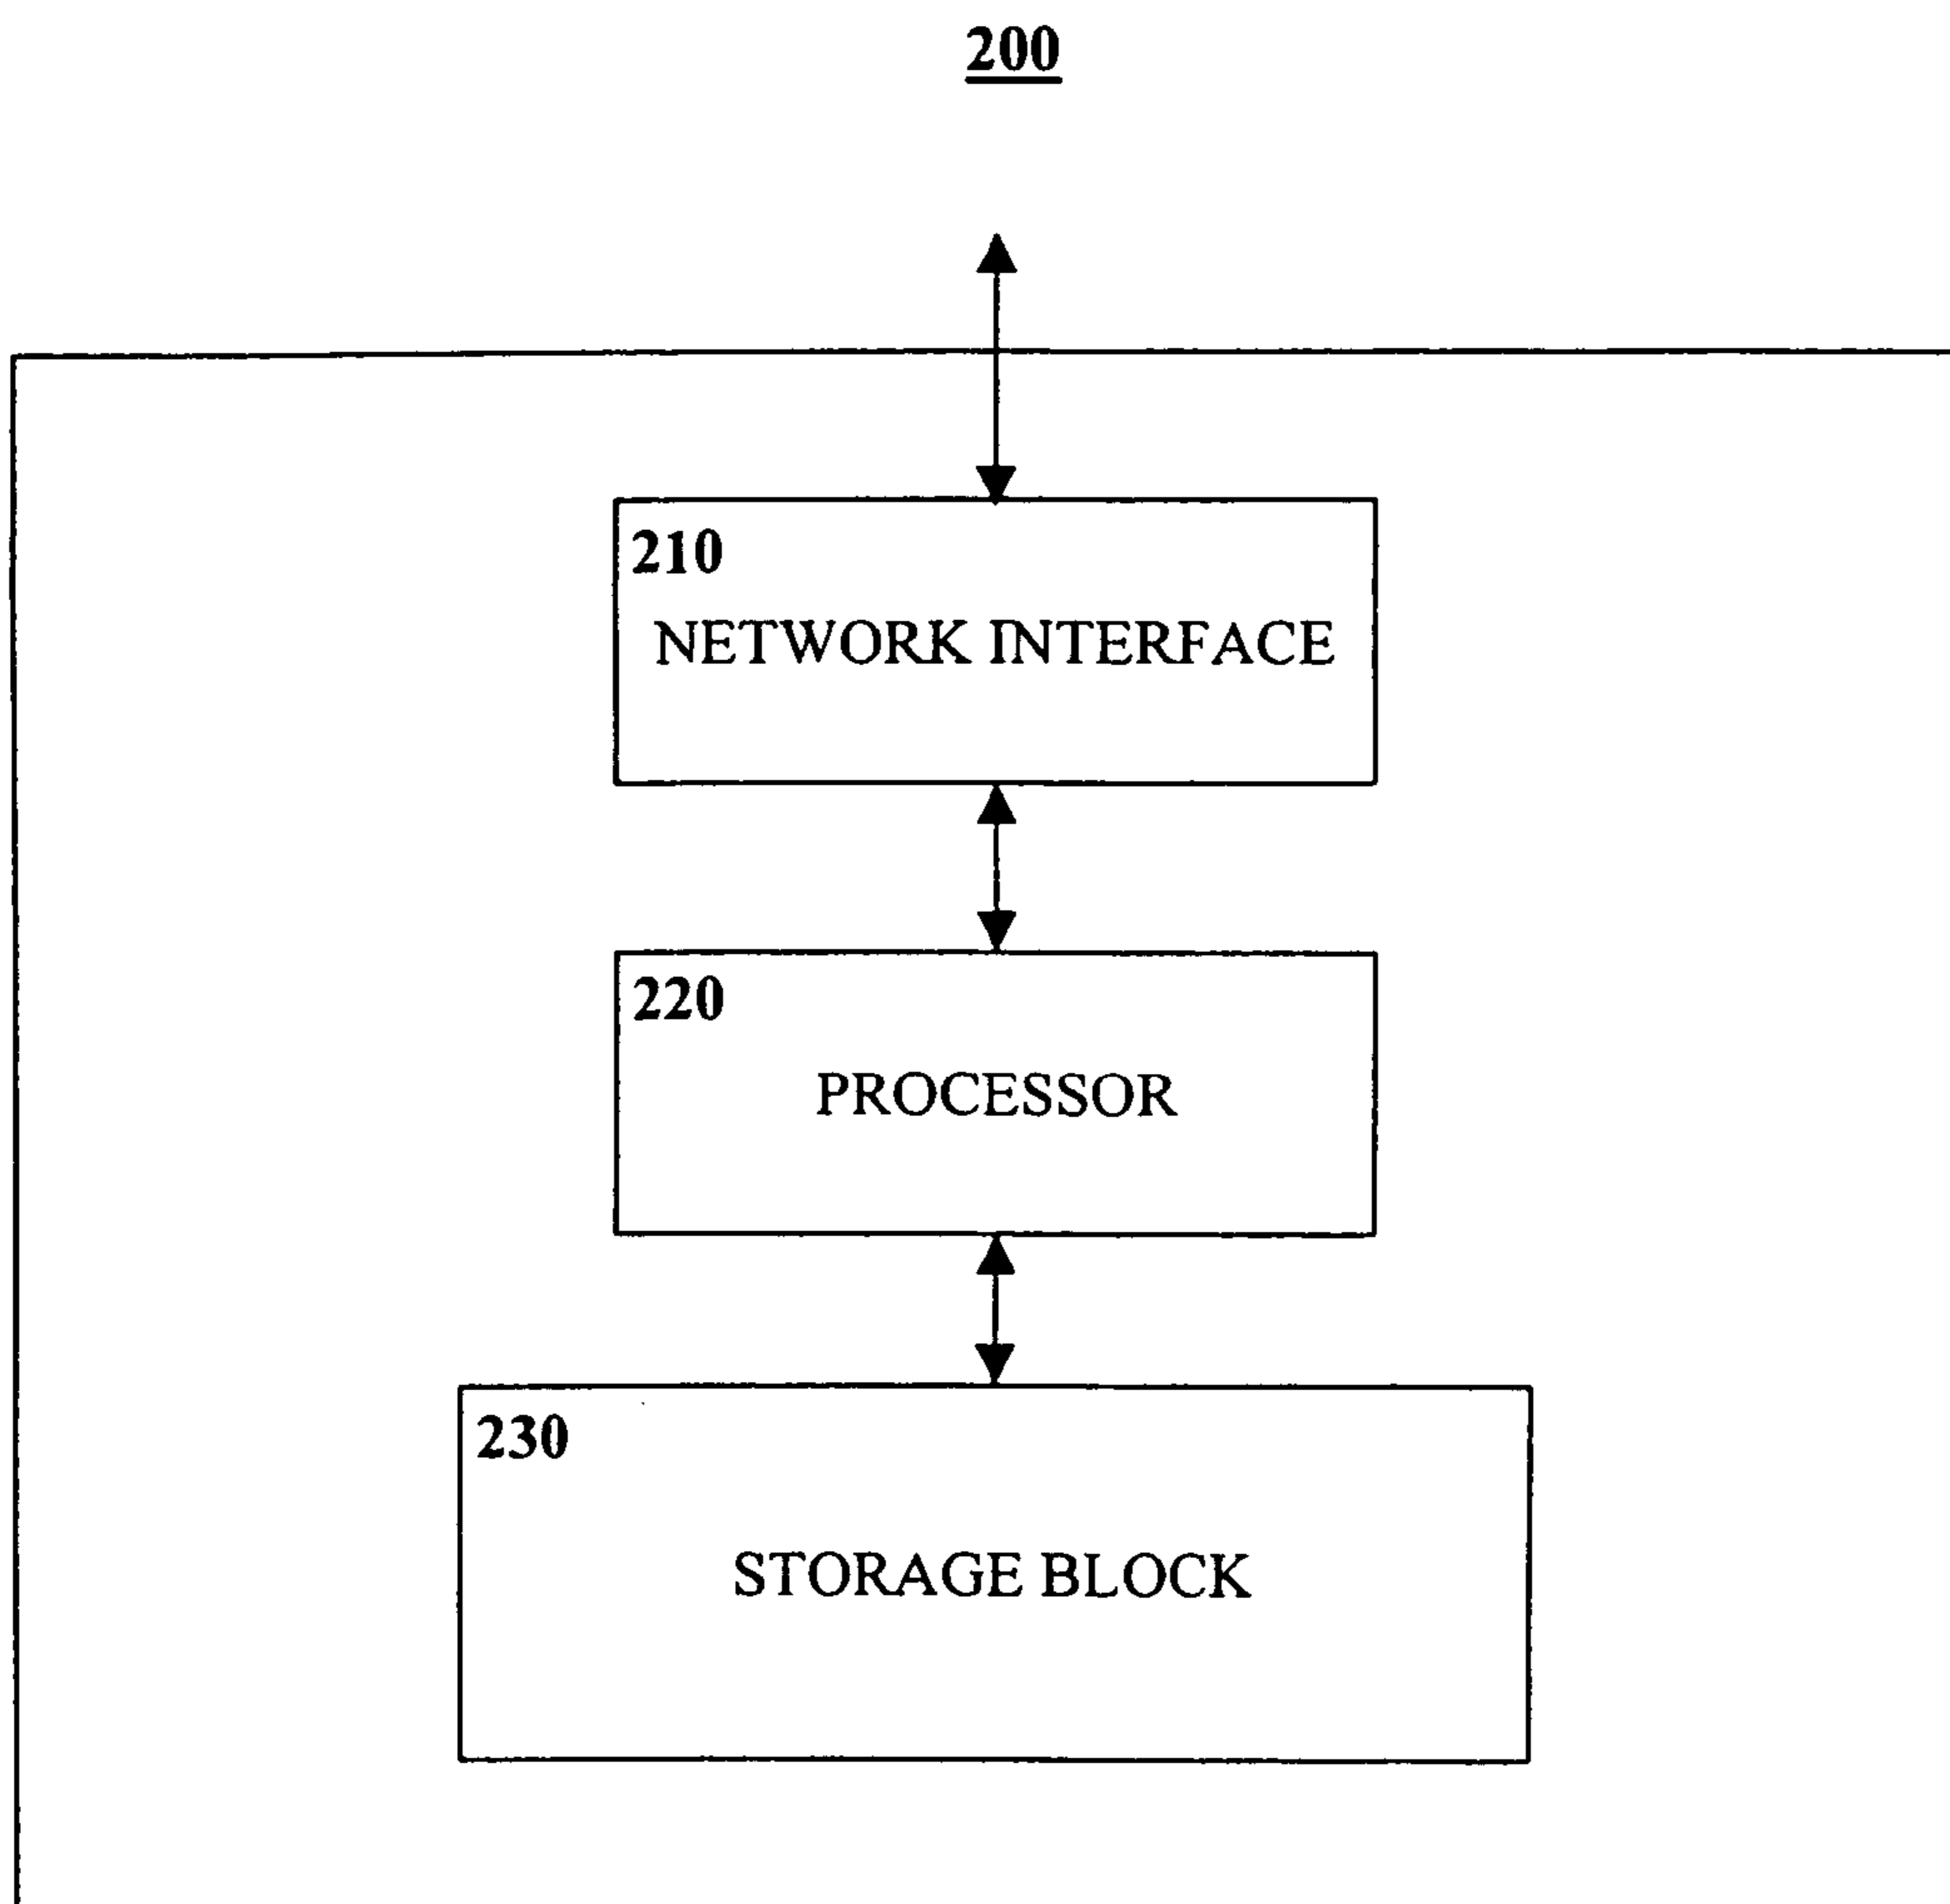 200
210
NETWORK INTERFACE
220
PROCESSOR
230
STORAGE BLOCK